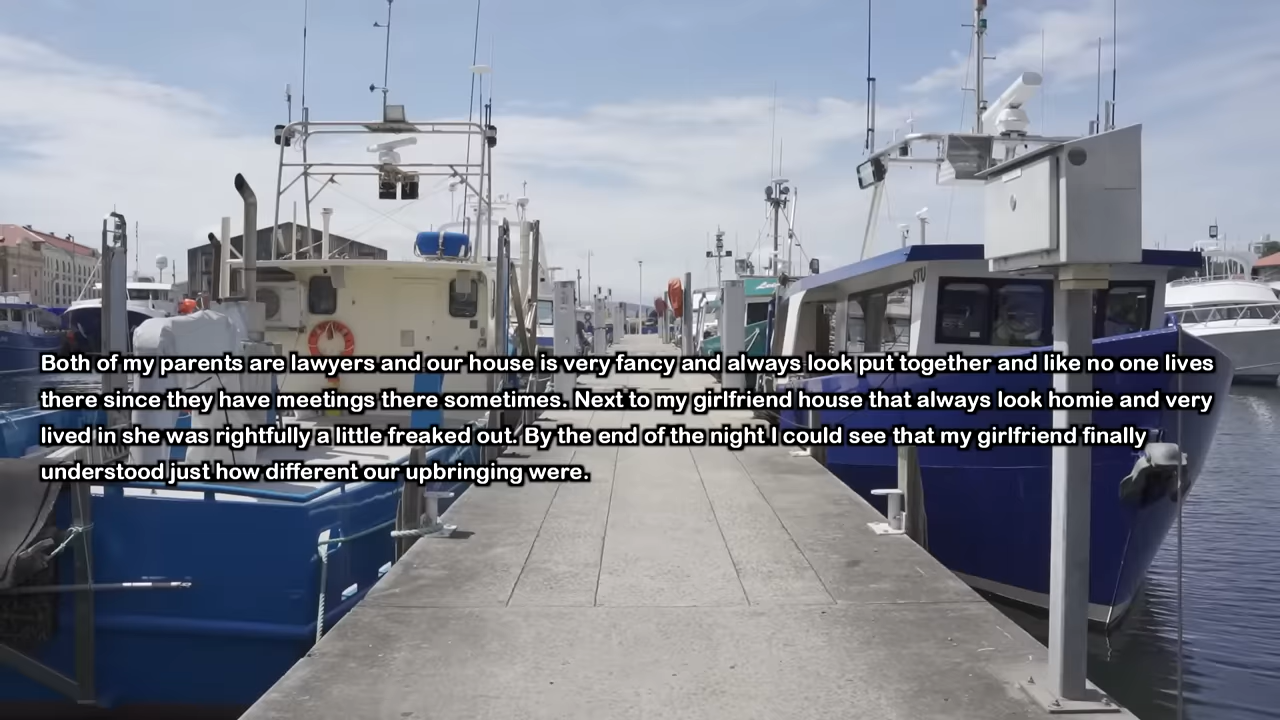 Both of my parents are lawyers and our house is very fancy and always look put together and like no one lives
there since they have meetings there sometimes. Next to my girlfriend house that always look homie and very
lived in she was rightfully a little freaked out. By the end of the night I could see that my girlfriend finally
understood just how different our upbringing were.